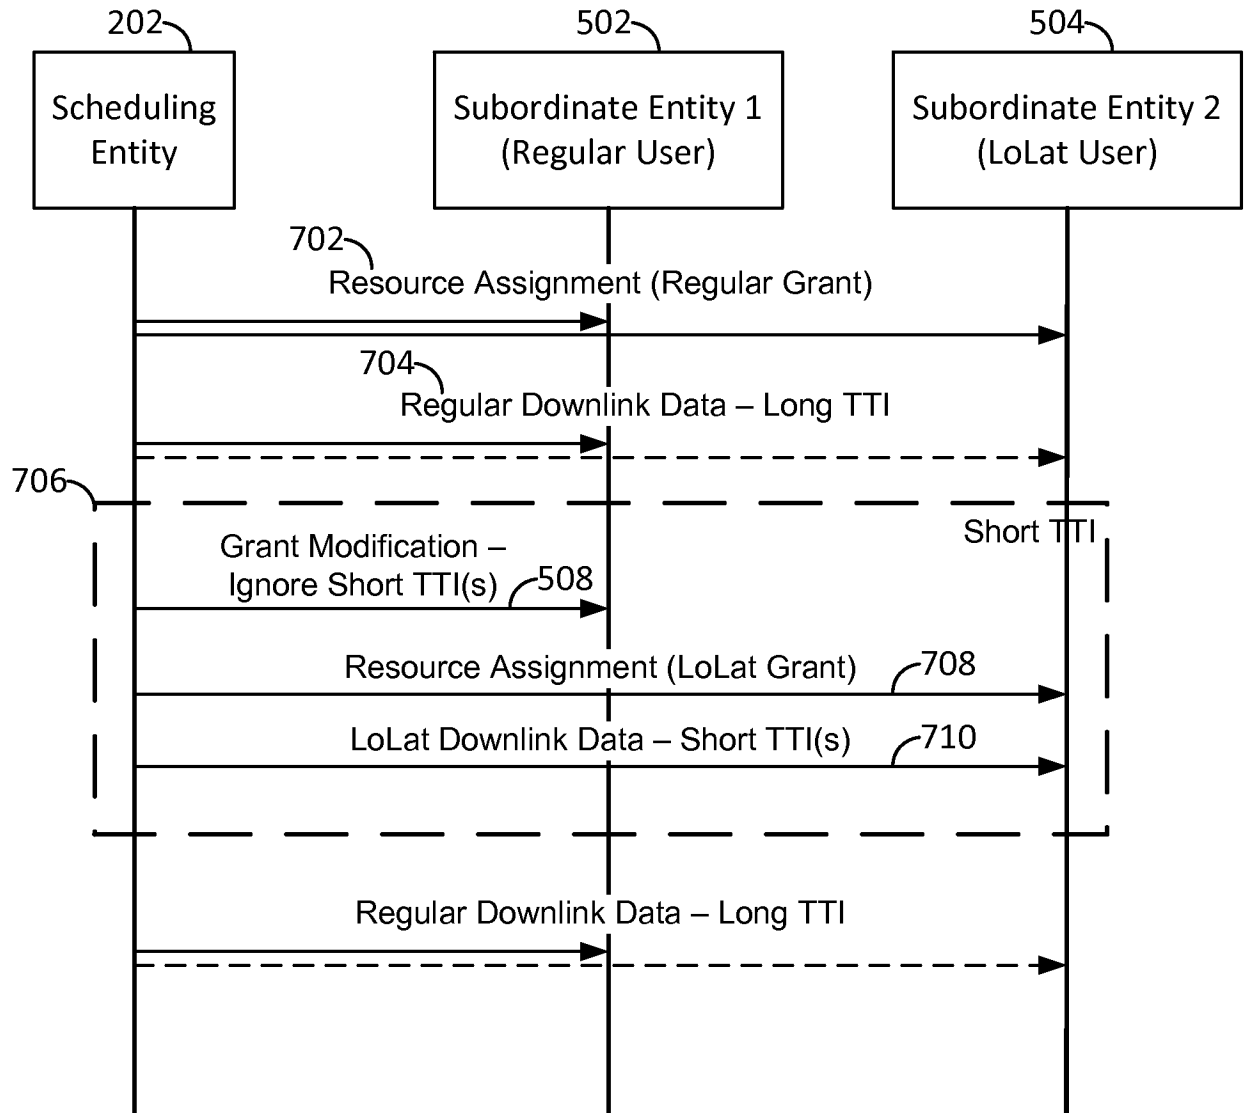 202
502
504
Scheduling
Entity
Subordinate Entity 1
(Regular User)
Subordinate Entity 2
(LoLat User)
702
Resource Assignment (Regular Grant)
704
Regular Downlink Data – Long TTI
706
Short TTI
Grant Modification –
Ignore Short TTI(s)
508
Resource Assignment (LoLat Grant)
708
LoLat Downlink Data – Short TTI(s)
710
Regular Downlink Data – Long TTI